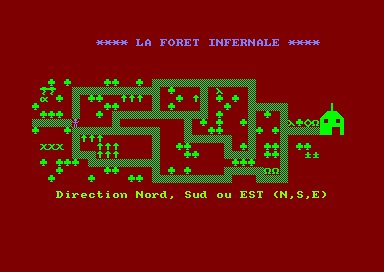 **** LA FORET INFERNALE ****
Direction Nord, Sud ou EST (N,S,E)